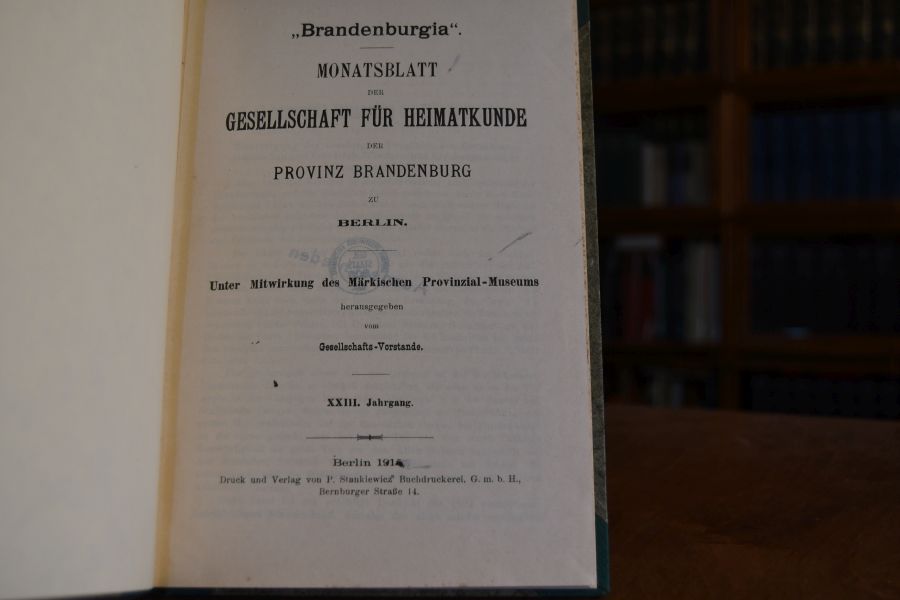 „Brandenburgia“.
MONATSBLATT
DER
GESELLSCHAFT FÜR HEIMATKUNDE
DER
PROVINZ BRANDENBURG
ZU
BERLIN.
Unter Mitwirkung des Märkischen Provinzial-Museums
herausgegeben
vom
Gesellschafts-Vorstande.
XXIII. Jahrgang.
Berlin
Druck und Verlag von P. Stankiewicz' Buchdruckerei, G. m. b. H.,
Bernburger Straße 14.